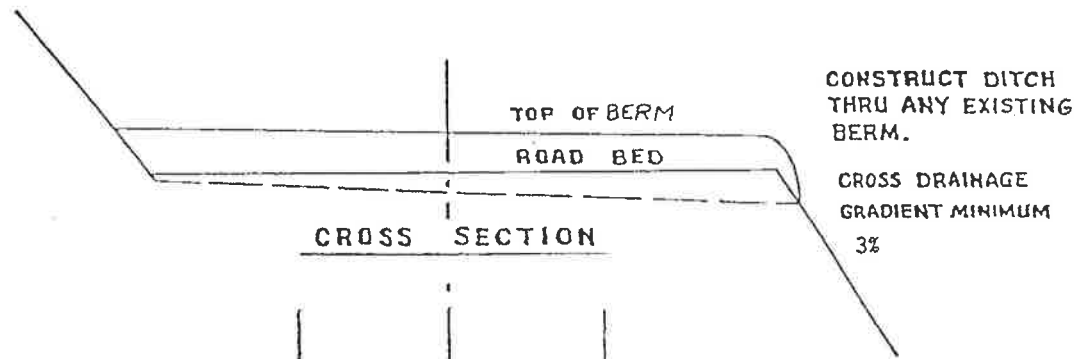 TOP OF BERM
ROAD BED
CROSS SECTION
CONSTRUCT DITCH
THRU ANY EXISTING
BERM.
CROSS DRAINAGE
GRADIENT MINIMUM
3%